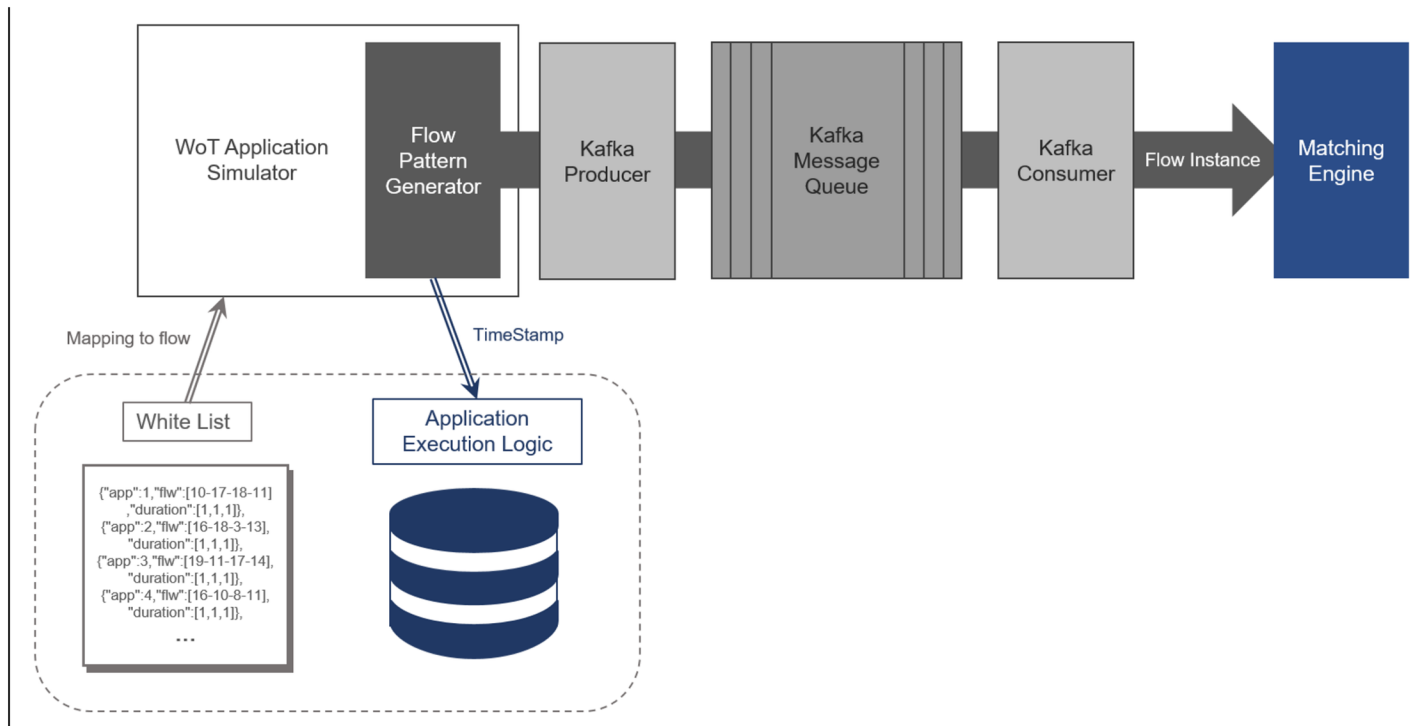 WoT Application
Simulator
Flow
Pattern
Generator
Kafka
Producer
Kafka
Message
Queue
Kafka
Consumer
Flow Instance
Matching
Engine
Mapping to flow
TimeStamp
White List
Application
Execution Logic
{"app":1,"flw":[10-17-18-11]
,"duration":[1,1,1]},
{"app":2,"flw":[16-18-3-13],
"duration":[1,1,1]},
{"app":3,"flw":[19-11-17-14],
"duration":[1,1,1]},
{"app":4,"flw":[16-10-8-11],
"duration":[1,1,1]},
...